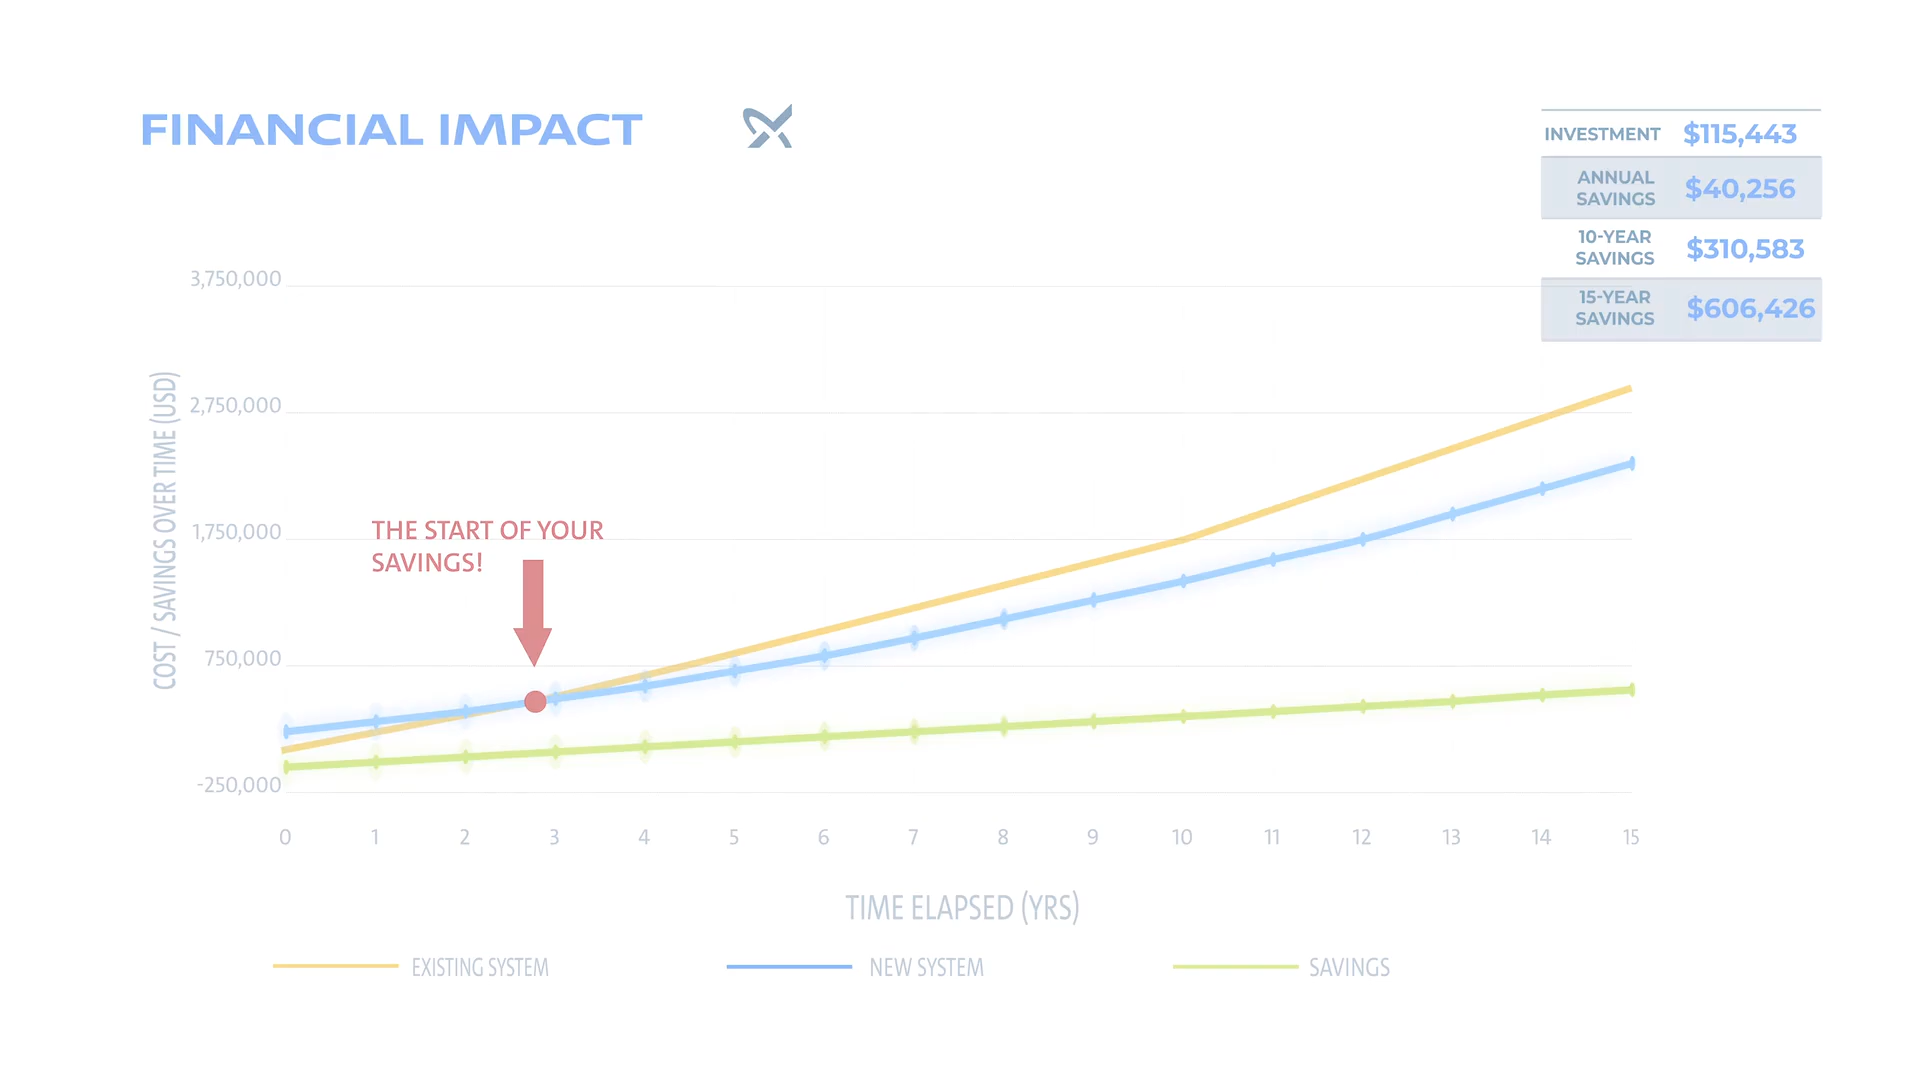 FINANCIAL IMPACT
INVESTMENT $115,443
ANNUAL SAVINGS $40,256
10-YEAR SAVINGS $310,583
15-YEAR SAVINGS $606,426
COST / SAVINGS OVER TIME (USD)
3,750,000
2,750,000
1,750,000
750,000
-250,000
THE START OF YOUR
SAVINGS!
0 1 2 3 4 5 6 7 8 9 10 11 12 13 14 15
TIME ELAPSED (YRS)
EXISTING SYSTEM NEW SYSTEM SAVINGS